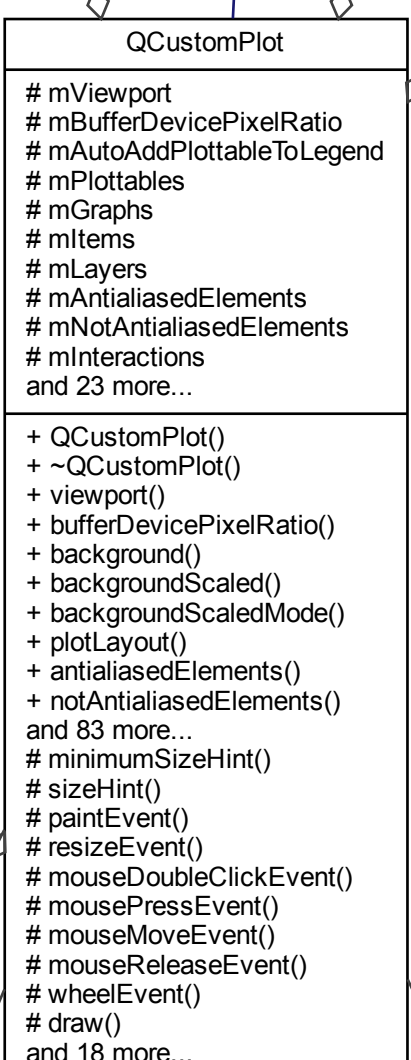 QCustomPlot
# mViewport
# mBufferDevicePixelRatio
# mAutoAddPlottableToLegend
# mPlottables
# mGraphs
# mItems
# mLayers
# mAntialiasedElements
# mNotAntialiasedElements
# mInteractions
and 23 more...
+ QCustomPlot()
+ ~QCustomPlot()
+ viewport()
+ bufferDevicePixelRatio()
+ background()
+ backgroundScaled()
+ backgroundScaledMode()
+ plotLayout()
+ antialiasedElements()
+ notAntialiasedElements()
and 83 more...
# minimumSizeHint()
# sizeHint()
# paintEvent()
# resizeEvent()
# mouseDoubleClickEvent()
# mousePressEvent()
# mouseMoveEvent()
# mouseReleaseEvent()
# wheelEvent()
# draw()
and 18 more...